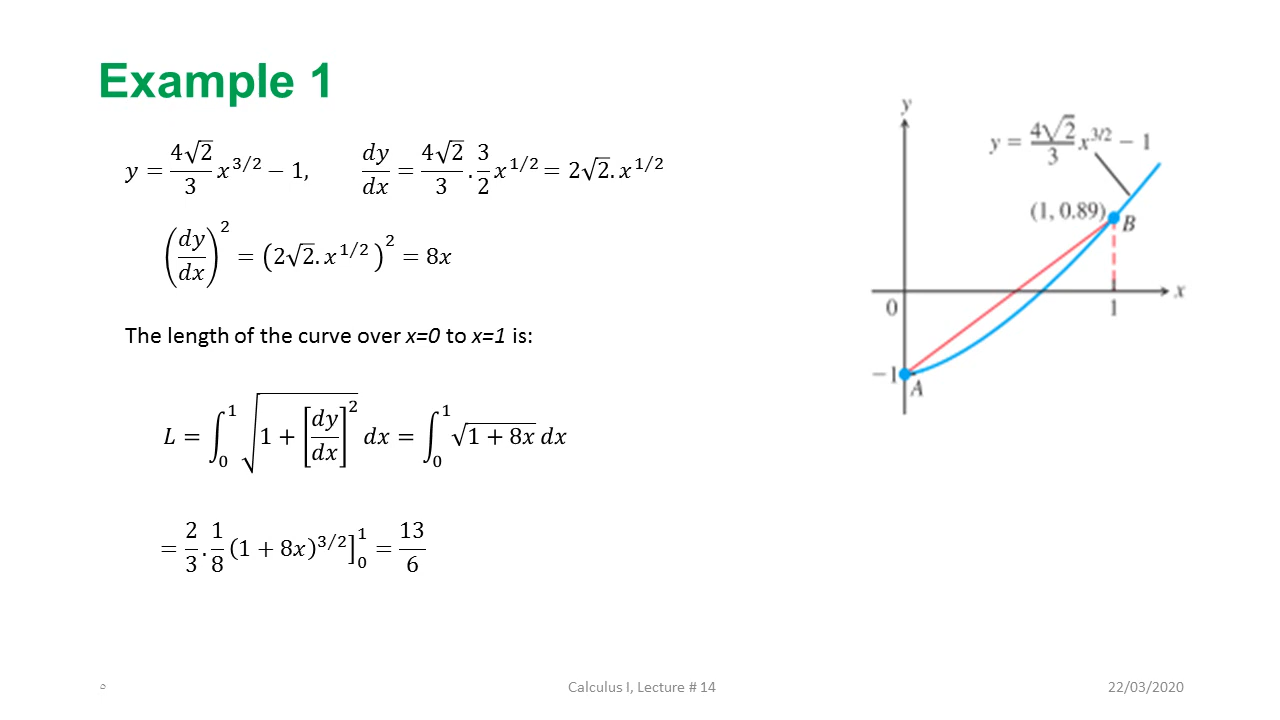 Example 1
y = 4√2/3 x^3/2 − 1, dy/dx = 4√2/3 . 3/2 x^1/2 = 2√2. x^1/2
(dy/dx)^2 = (2√2. x^1/2)^2 = 8x
The length of the curve over x=0 to x=1 is:
L = ∫_0^1 √(1 + [dy/dx]^2) dx = ∫_0^1 √(1 + 8x) dx
= 2/3 . 1/8 (1 + 8x)^3/2]_0^1 = 13/6
y
y = 4√2/3 x^3/2 − 1
(1, 0.89)
B
x
0
1
−1
A
٥
Calculus I, Lecture # 14
22/03/2020